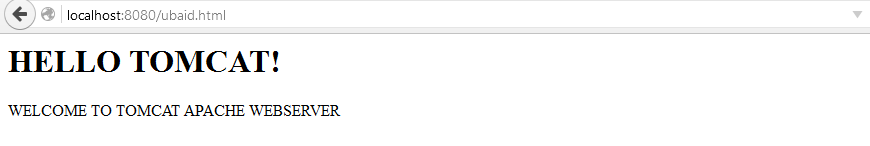 localhost:8080/ubaid.html
HELLO TOMCAT!
WELCOME TO TOMCAT APACHE WEBSERVER